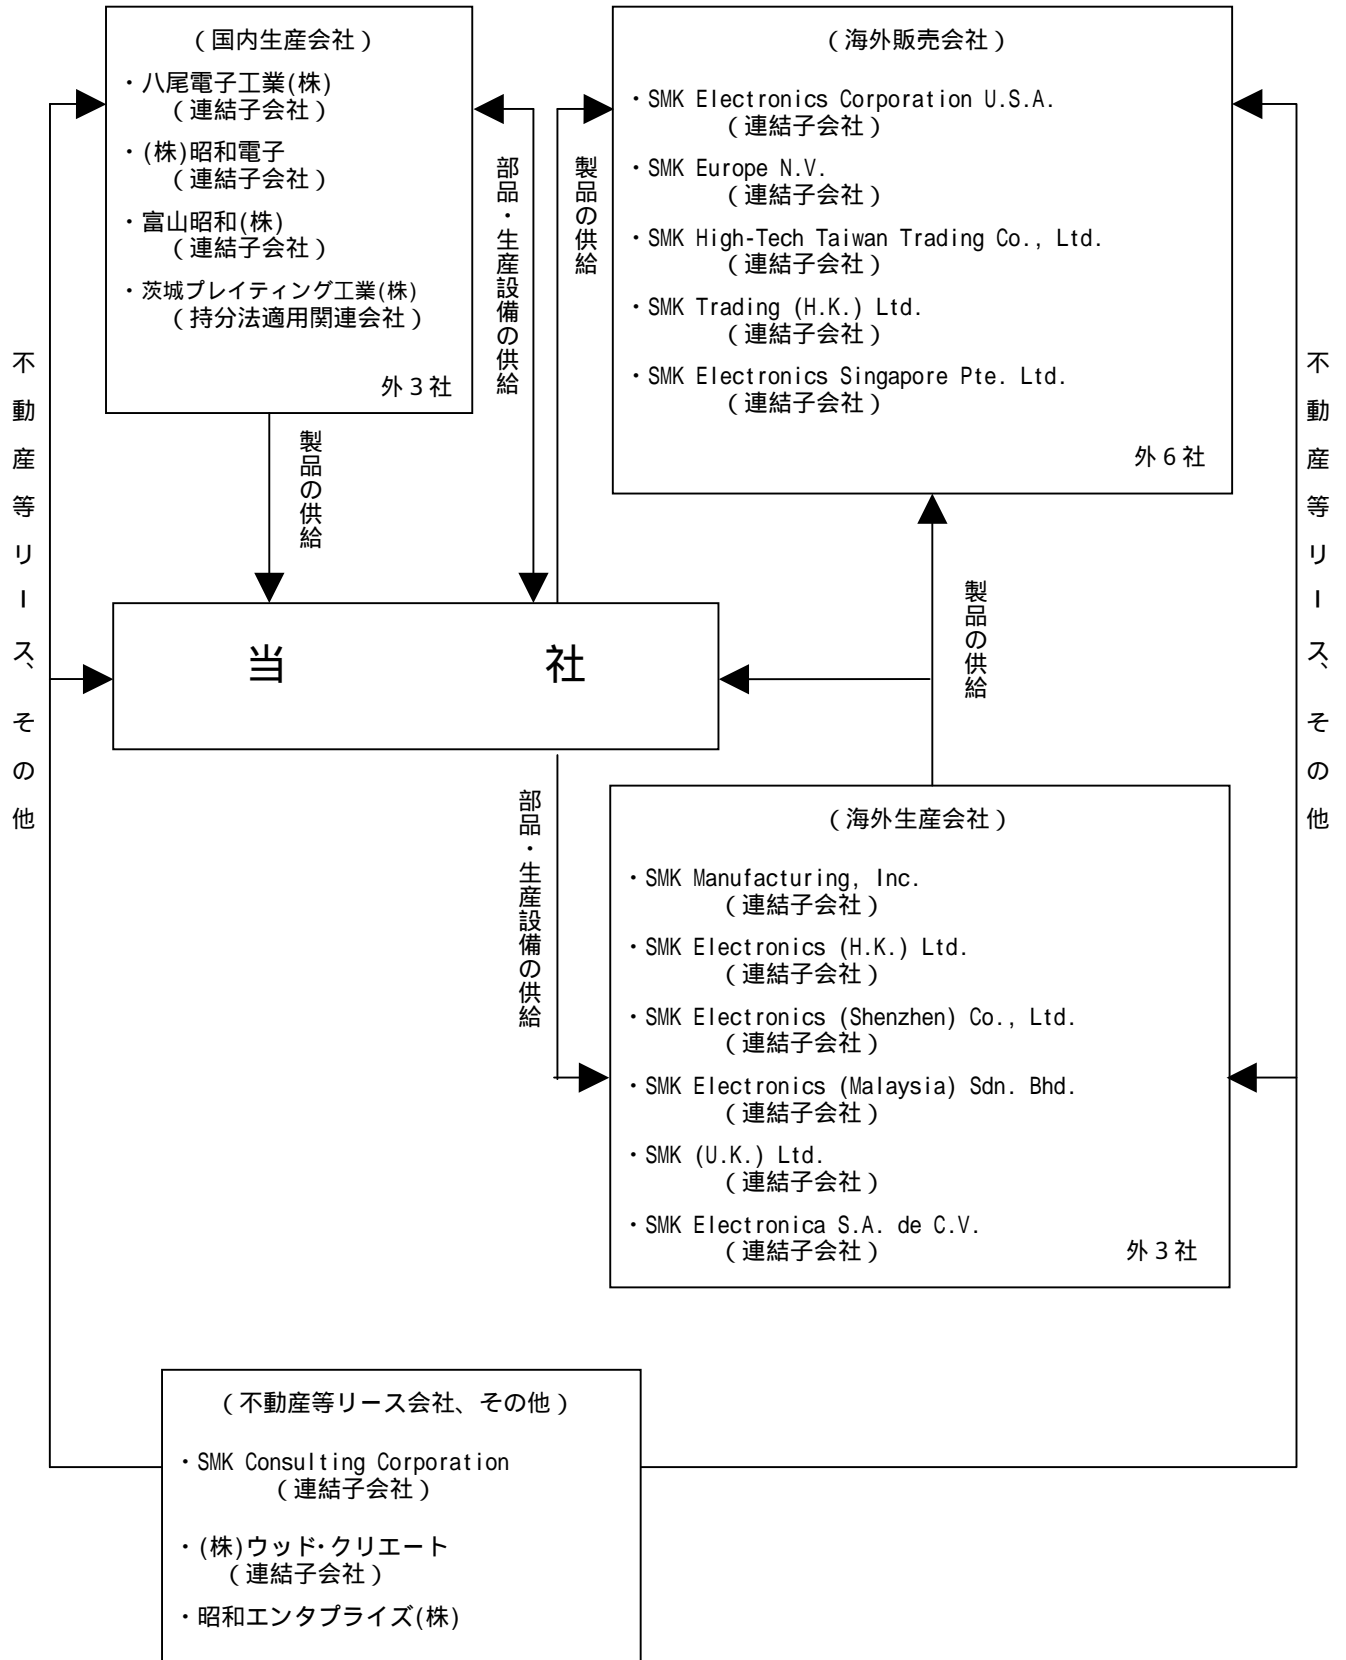 (国内生産会社)
・八尾電子工業(株)
(連結子会社)
・(株)昭和電子
(連結子会社)
・富山昭和(株)
(連結子会社)
・茨城プレイティング工業(株)
(持分法適用関連会社)
外3社
(海外販売会社)
・SMK Electronics Corporation U.S.A.
(連結子会社)
・SMK Europe N.V.
(連結子会社)
・SMK High-Tech Taiwan Trading Co., Ltd.
(連結子会社)
・SMK Trading (H.K.) Ltd.
(連結子会社)
・SMK Electronics Singapore Pte. Ltd.
(連結子会社)
外6社
部品・生産設備の供給
製品の供給
不動産等リース、その他
不動産等リース、その他
製品の供給
当社
製品の供給
部品・生産設備の供給
(海外生産会社)
・SMK Manufacturing, Inc.
(連結子会社)
・SMK Electronics (H.K.) Ltd.
(連結子会社)
・SMK Electronics (Shenzhen) Co., Ltd.
(連結子会社)
・SMK Electronics (Malaysia) Sdn. Bhd.
(連結子会社)
・SMK (U.K.) Ltd.
(連結子会社)
・SMK Electronica S.A. de C.V.
(連結子会社) 外3社
(不動産等リース会社、その他)
・SMK Consulting Corporation
(連結子会社)
・(株)ウッド・クリエート
(連結子会社)
・昭和エンタプライズ(株)